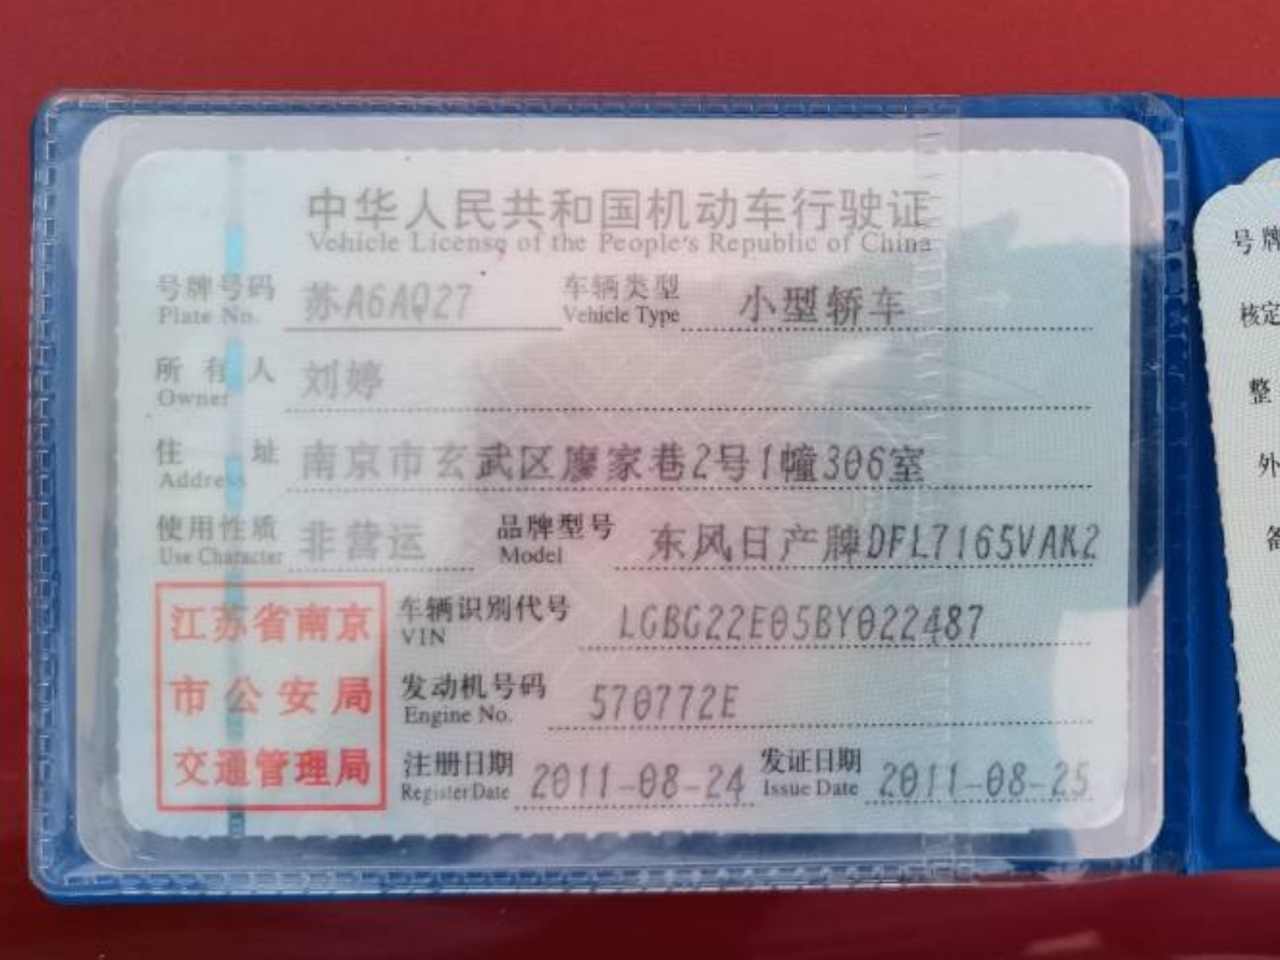 中华人民共和国机动车行驶证
Vehicle License of the People's Republic of China
号牌号码 苏A6AQ27 车辆类型 小型轿车
Plate No. Vehicle Type
所有人 刘婷
Owner
住址 南京市玄武区廖家巷2号1幢306室
Address
使用性质 非营运 品牌型号 东风日产牌DFL7165VAK2
Use Character Model
江苏省南京
市公安局
交通管理局
车辆识别代号 LGBG22E05BY022487
VIN
发动机号码 570772E
Engine No.
注册日期 2011-08-24 发证日期 2011-08-25
Register Date Issue Date
号牌
核定
整
外
备